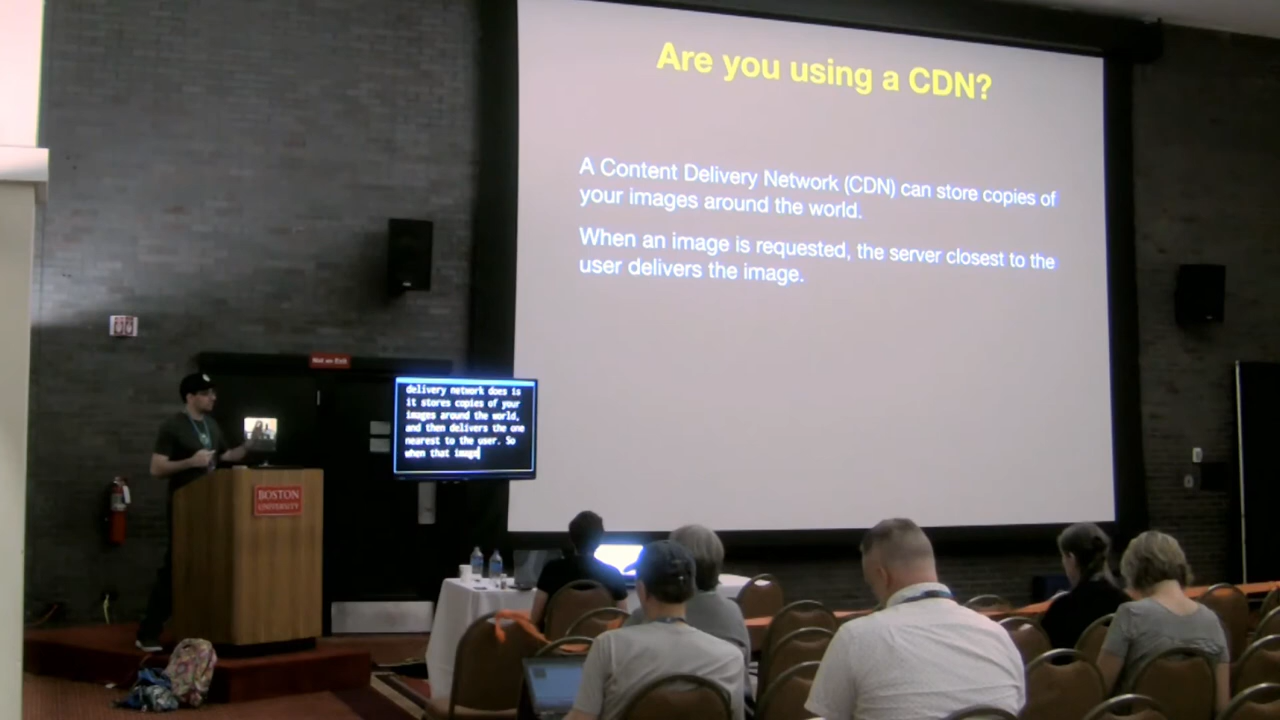 Are you using a CDN?
A Content Delivery Network (CDN) can store copies of
your images around the world.
When an image is requested, the server closest to the
user delivers the image.
Not an Exit
delivery network does is
it stores copies of your
images around the world,
and then delivers the one
nearest to the user. So
when that image
BOSTON
UNIVERSITY